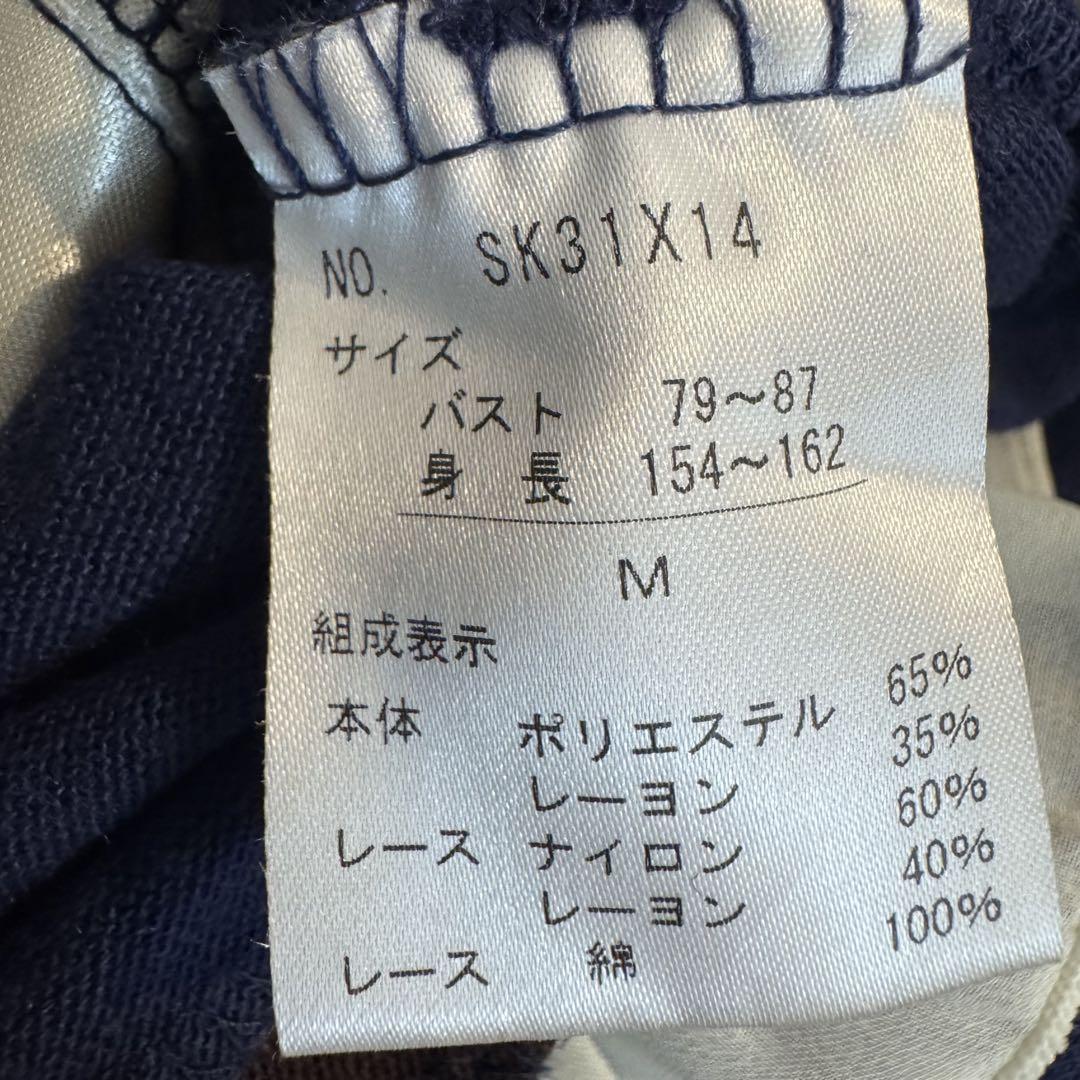 NO. SK31X14
サイズ
バスト 79～87
身長 154～162
M
組成表示
本体 ポリエステル 65%
レーヨン 35%
レース ナイロン 60%
レーヨン 40%
レース 綿 100%